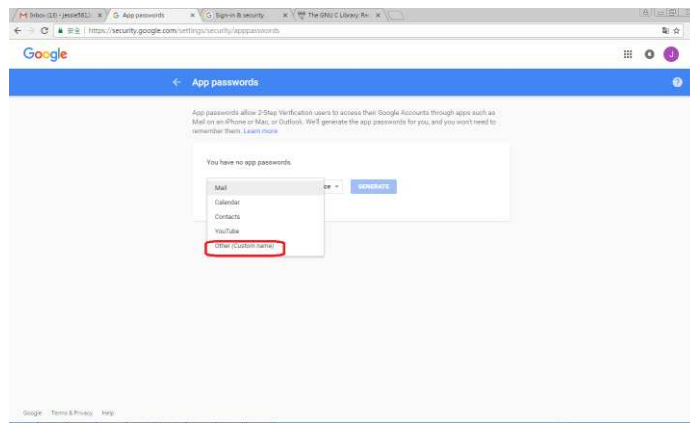 Inbox (13) - jessie5812
App passwords
Sign-in & security
The GNU C Library: Re
https://security.google.com/settings/security/apppasswords
Google
J
App passwords
App passwords allow 2-Step Verification users to access their Google Accounts through apps such as
Mail on an iPhone or Mac, or Outlook. We'll generate the app passwords for you, and you won't need to
remember them. Learn more
You have no app passwords.
Mail
GENERATE
Calendar
Contacts
YouTube
Other (Custom name)
Google Terms & Privacy Help